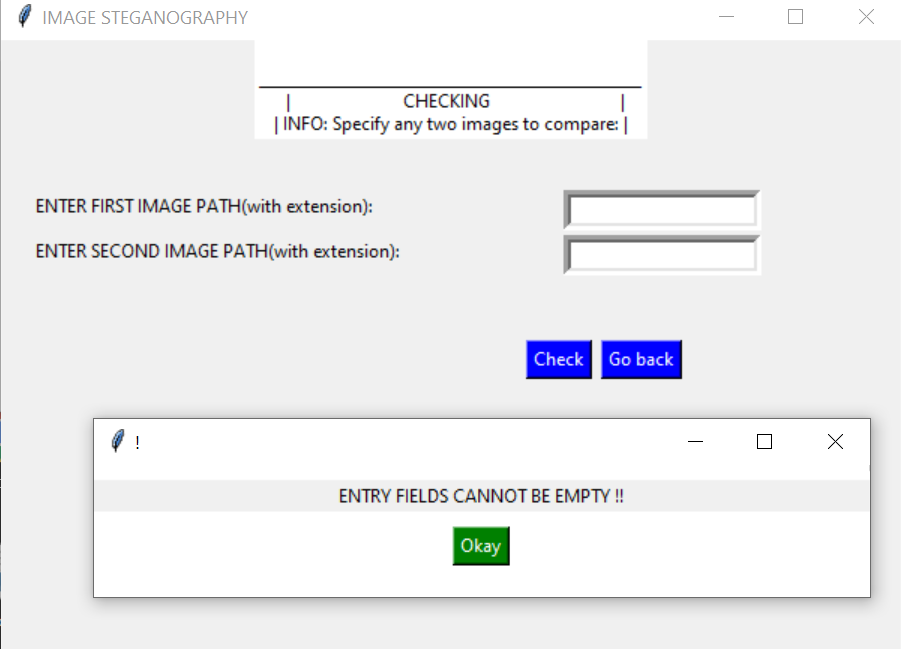 IMAGE STEGANOGRAPHY
| CHECKING |
| INFO: Specify any two images to compare: |
ENTER FIRST IMAGE PATH(with extension):
ENTER SECOND IMAGE PATH(with extension):
Check Go back
!
ENTRY FIELDS CANNOT BE EMPTY !!
Okay